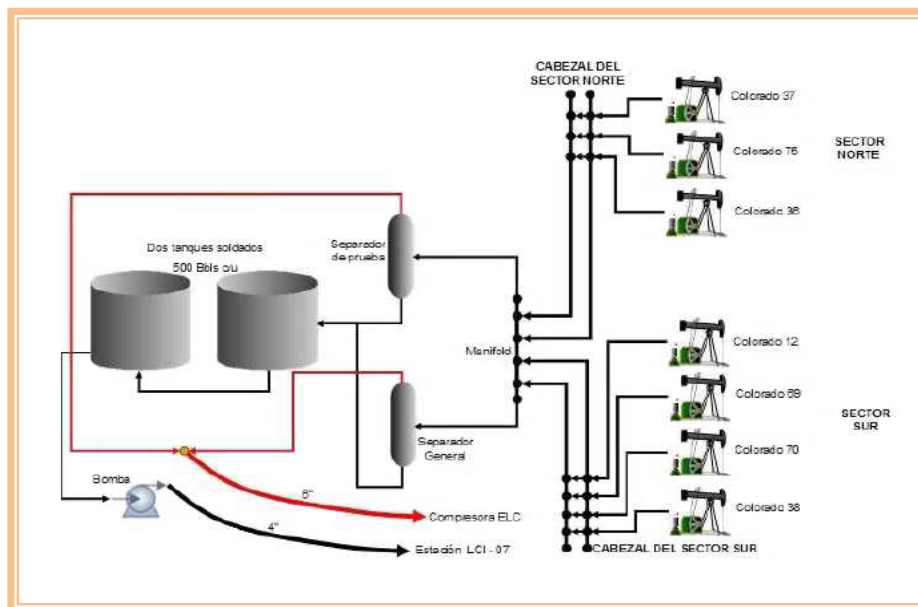 CABEZAL DEL
SECTOR NORTE
Colorado 37
Colorado 75
SECTOR
NORTE
Colorado 36
Dos tanques soldados
500 Bbls c/u
Separador
de prueba
Manifold
Colorado 12
Colorado 69
SECTOR
SUR
Separador
General
Colorado 70
Bomba
6"
4"
Compresora ELC
Colorado 38
Estación LCI - 07
CABEZAL DEL SECTOR SUR